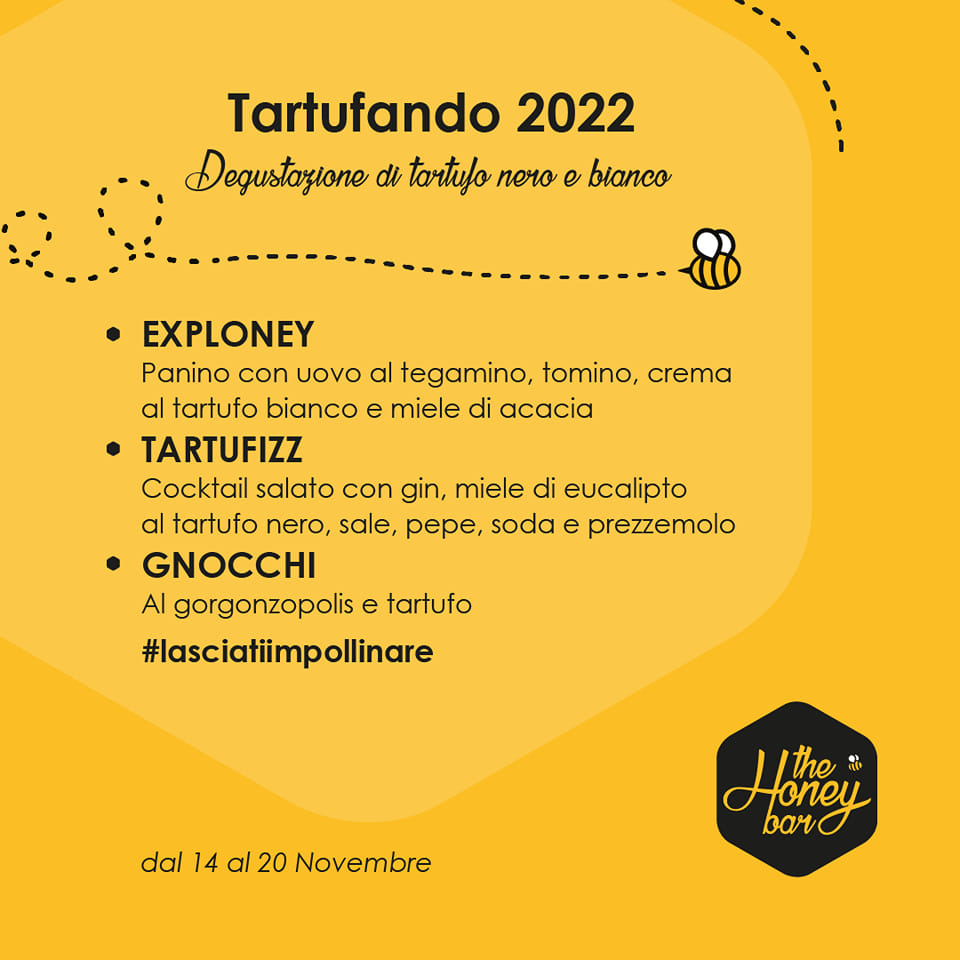 Tartufando 2022
Degustazione di tartufo nero e bianco
EXPLONEY
Panino con uovo al tegamino, tomino, crema
al tartufo bianco e miele di acacia
TARTUFIZZ
Cocktail salato con gin, miele di eucalipto
al tartufo nero, sale, pepe, soda e prezzemolo
GNOCCHI
Al gorgonzopolis e tartufo
#lasciatiimpollinare
the
Honey
bar
dal 14 al 20 Novembre